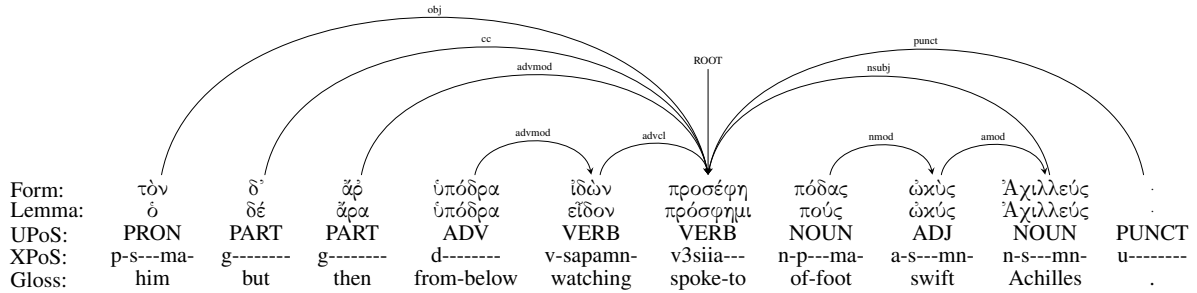 obj
cc
punct
ROOT
advmod
nsubj
advmod advcl nmod amod
Form: τὸν δ’ ἄῤ ὑπόδρα ἰδὼν προσέφη πόδας ὠκὺς Ἀχιλλεύς .
Lemma: ὁ δέ ἄρα ὑπόδρα εἶδον πρόσφημι πούς ὠκύς Ἀχιλλεύς .
UPoS: PRON PART PART ADV VERB VERB NOUN ADJ NOUN PUNCT
XPoS: p-s---ma- g-------- g-------- d-------- v-sapamn- v3siia--- n-p---ma- a-s---mn- n-s---mn- u--------
Gloss: him but then from-below watching spoke-to of-foot swift Achilles .